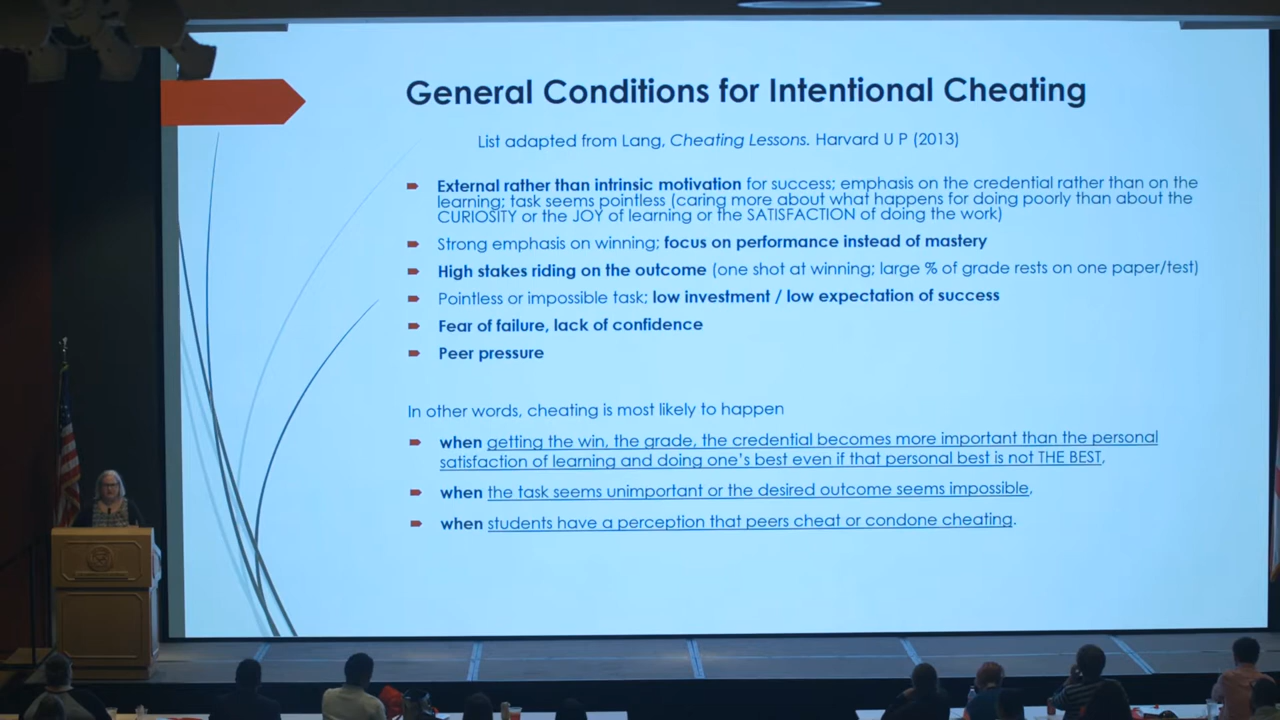 General Conditions for Intentional Cheating
List adapted from Lang, Cheating Lessons. Harvard U P (2013)
External rather than intrinsic motivation for success; emphasis on the credential rather than on the
learning; task seems pointless (caring more about what happens for doing poorly than about the
CURIOSITY or the JOY of learning or the SATISFACTION of doing the work)
Strong emphasis on winning; focus on performance instead of mastery
High stakes riding on the outcome (one shot at winning; large % of grade rests on one paper/test)
Pointless or impossible task; low investment / low expectation of success
Fear of failure, lack of confidence
Peer pressure
In other words, cheating is most likely to happen
when getting the win, the grade, the credential becomes more important than the personal
satisfaction of learning and doing one's best even if that personal best is not THE BEST,
when the task seems unimportant or the desired outcome seems impossible,
when students have a perception that peers cheat or condone cheating.